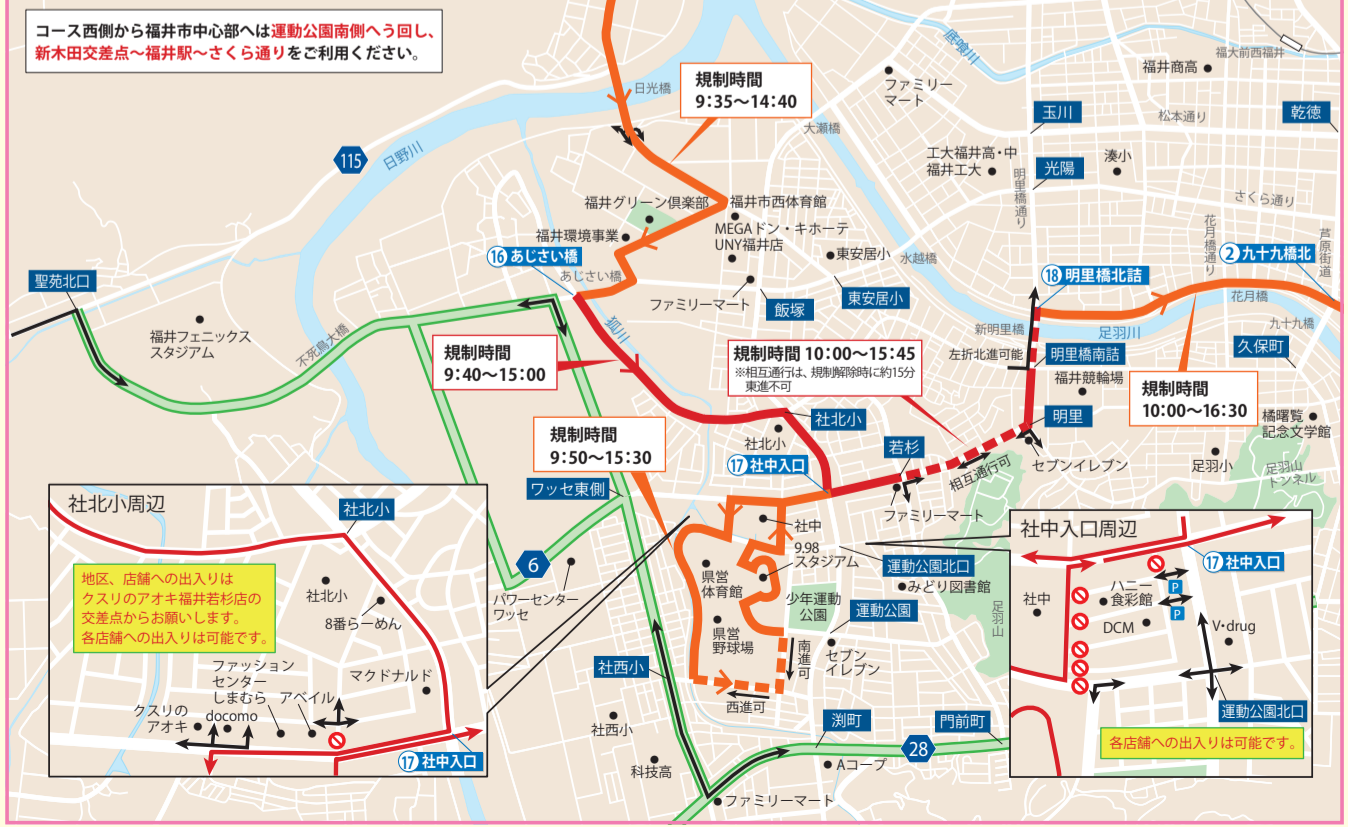 コース西側から福井市中心部へは運動公園南側へう回し、
新木田交差点～福井駅～さくら通りをご利用ください。
底喰川
福大前西福井
福井商高
日光橋
規制時間
9：35～14：40
ファミリー
マート
大瀬橋
玉川
松本通り
乾徳
115
日野川
工大福井高・中
福井工大
光陽
湊小
明里橋通り
さくら通り
福井グリーン倶楽部
福井市西体育館
MEGAドン・キホーテ
UNY福井店
福井環境事業
東安居小
水越橋
花月橋通り
芦原街道
⑯あじさい橋
あじさい橋
②九十九橋北
⑱明里橋北詰
聖苑北口
ファミリーマート
飯塚
東安居小
花月橋
福井フェニックス
スタジアム
不死鳥大橋
狐川
新明里橋
足羽川
九十九橋
規制時間
9：40～15：00
規制時間 10：00～15：45
※相互通行は、規制解除時に約15分
東進不可
左折北進可能
明里橋南詰
久保町
福井競輪場
規制時間
10：00～16：30
社北小
社北小
明里
橘曙覧
記念文学館
規制時間
9：50～15：30
若杉
⑰社中入口
相互通行可
セブンイレブン
足羽小
足羽山
トンネル
ワッセ東側
ファミリーマート
社中
9.98
スタジアム
運動公園北口
6
県営
体育館
みどり図書館
パワーセンター
ワッセ
少年運動
公園
運動公園
足羽山
県営
野球場
南進可
セブン
イレブン
社西小
西進可
社西小
渕町
門前町
28
科技高
Aコープ
ファミリーマート
社北小周辺
社北小
地区、店舗への出入りは
クスリのアオキ福井若杉店の
交差点からお願いします。
各店舗への出入りは可能です。
社北小
8番らーめん
ファッション
センター
しまむら
アベイル
マクドナルド
クスリの
アオキ
docomo
⑰社中入口
社中入口周辺
⑰社中入口
社中
ハニー
食彩館
P
P
DCM
V・drug
運動公園北口
各店舗への出入りは可能です。